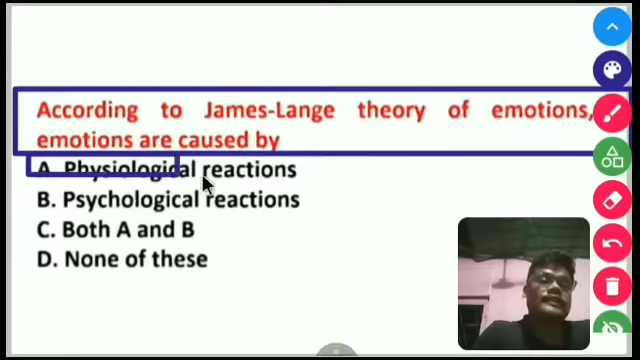 According to James-Lange theory of emotions,
emotions are caused by
A. Physiological reactions
B. Psychological reactions
C. Both A and B
D. None of these